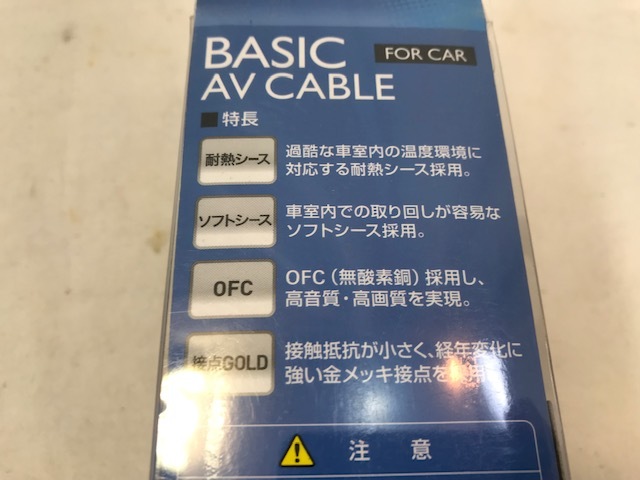 BASIC
FOR CAR
AV CABLE
■特長
耐熱シース
過酷な車室内の温度環境に
対応する耐熱シース採用。
ソフトシース
車室内での取り回しが容易な
ソフトシース採用。
OFC
OFC（無酸素銅）採用し、
高音質・高画質を実現。
接点GOLD
接触抵抗が小さく、経年変化に
強い金メッキ接点を採用
注 意